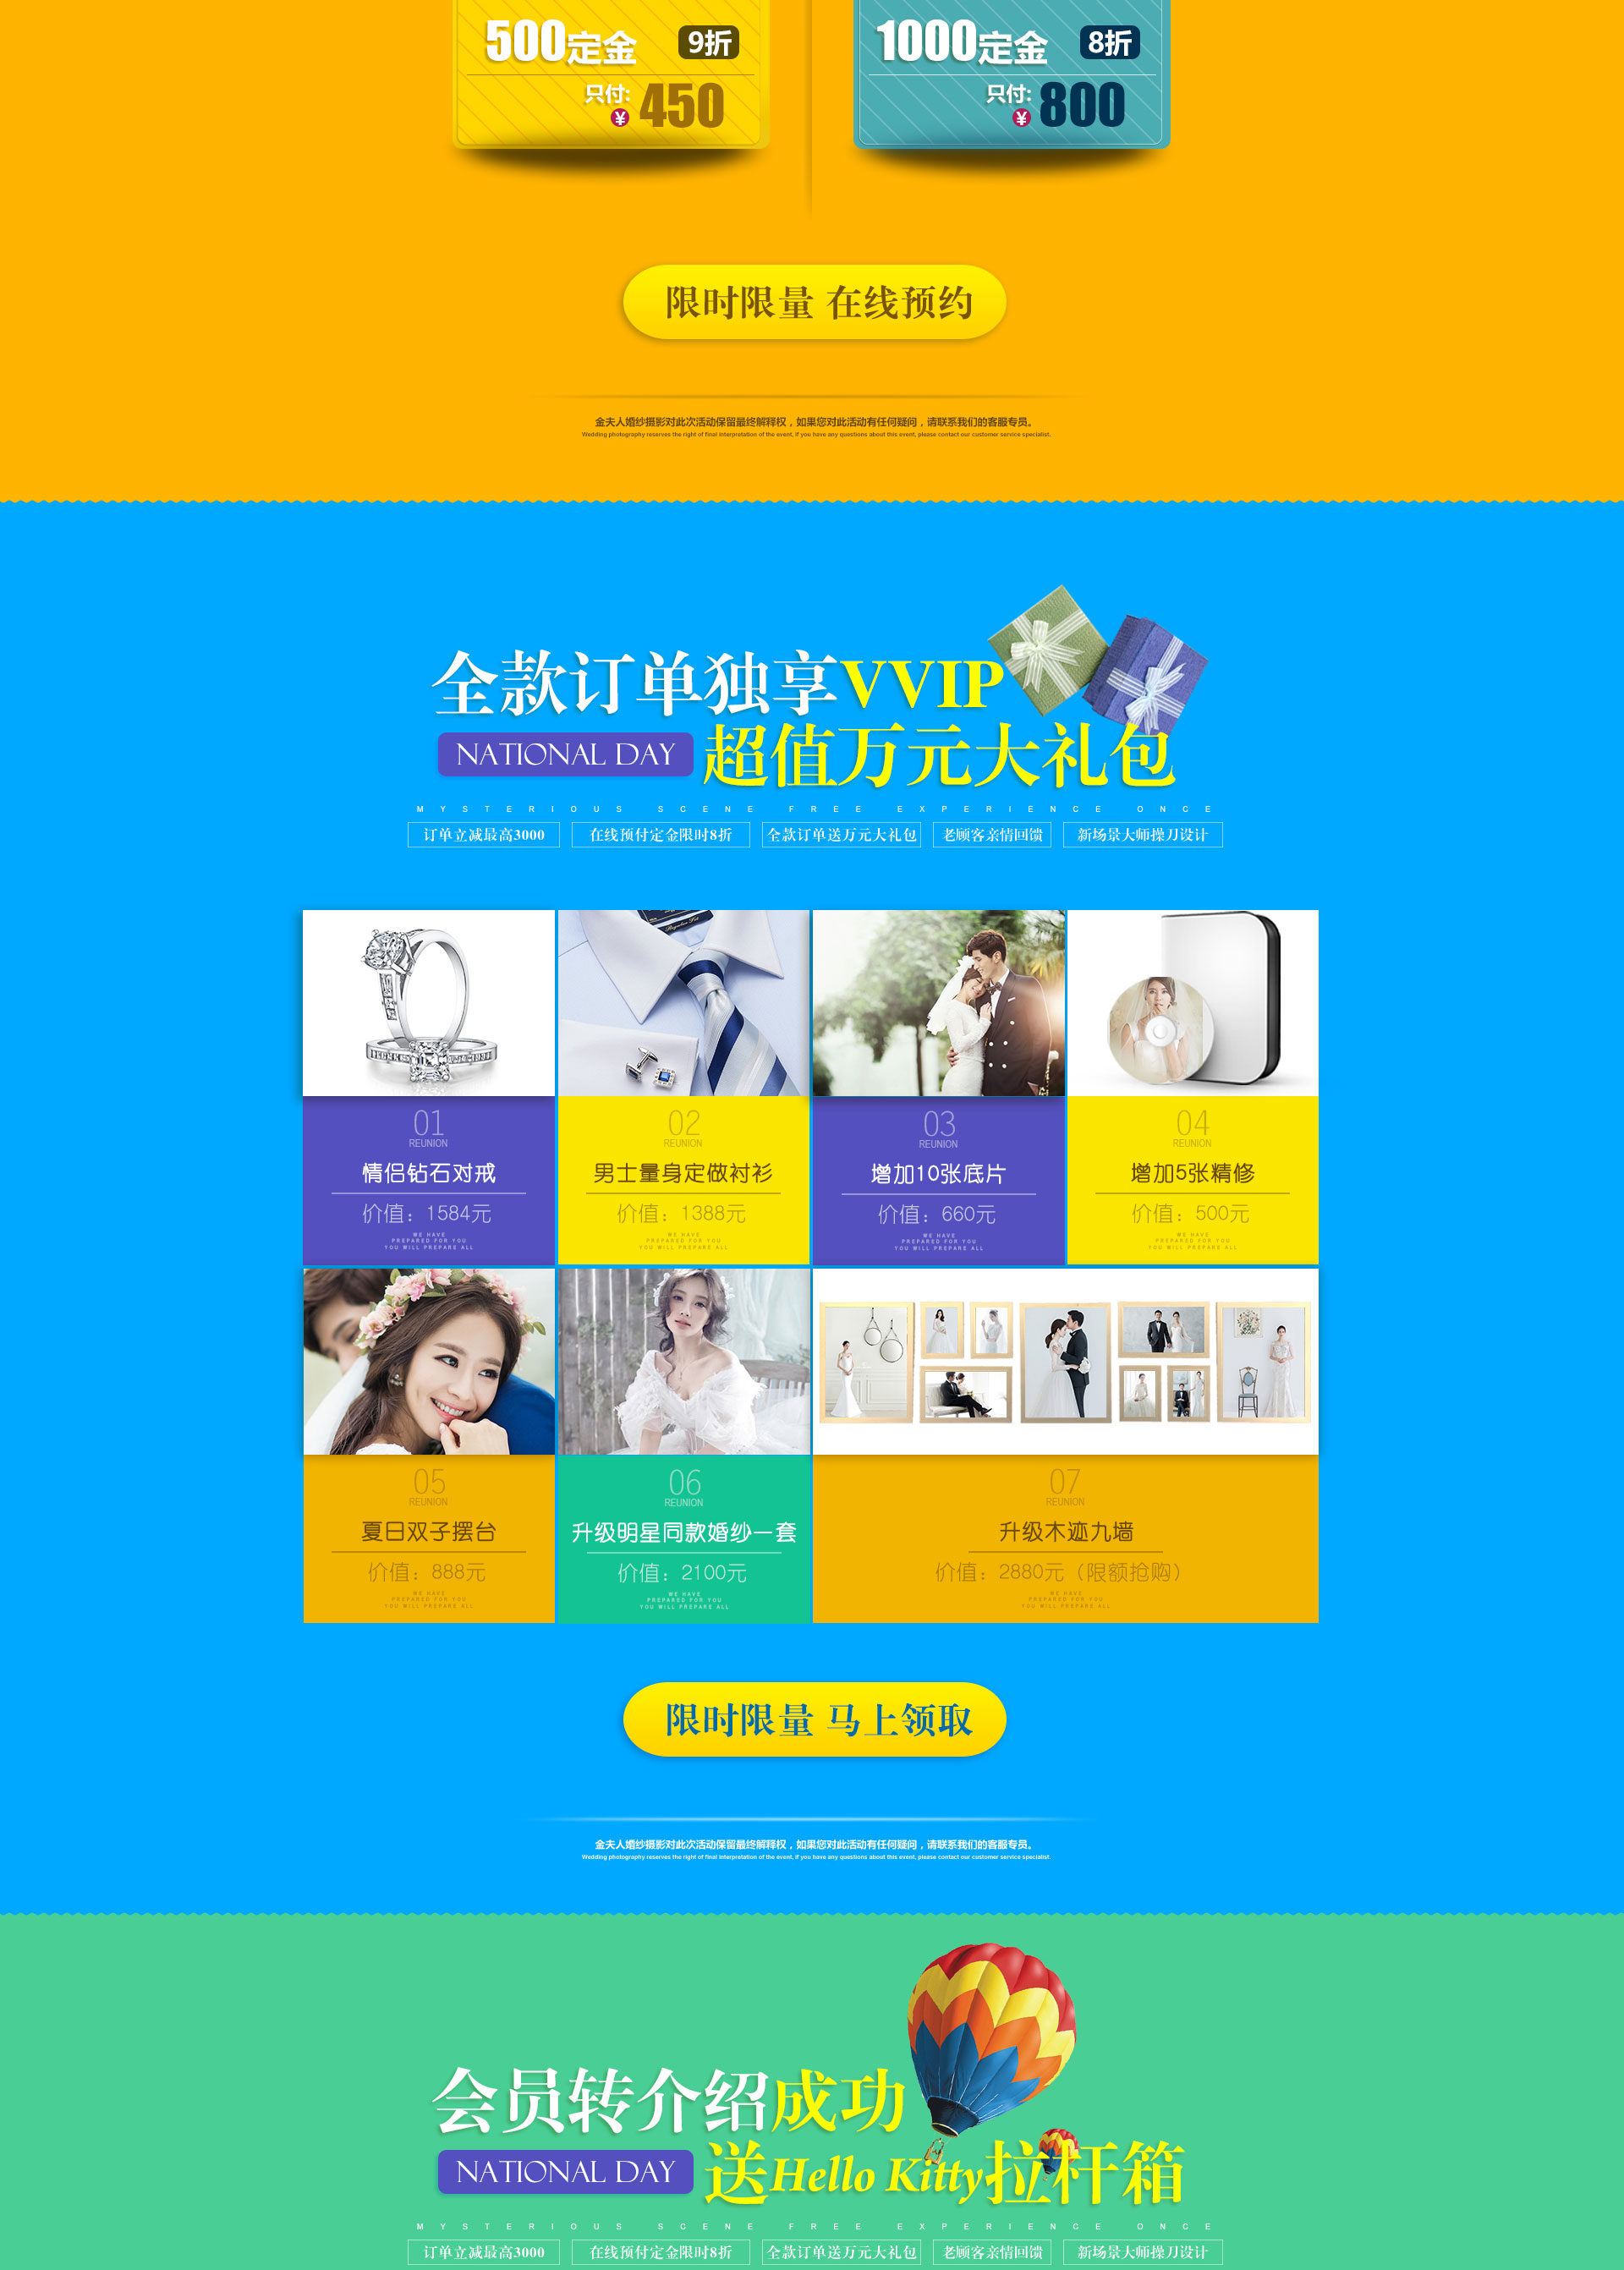 500定金 9折
只付:
¥ 450
1000定金 8折
只付:
¥ 800
限时限量 在线预约
金夫人婚纱摄影对此次活动保留最终解释权，如果您对此活动有任何疑问，请联系我们的客服专员。
Wedding photography reserves the right of final interpretation of the event, if you have any questions about this event, please contact our customer service specialist.
全款订单独享VVIP
NATIONAL DAY 超值万元大礼包
MYSTERIOUS SCENE FREE EXPERIENCE ONCE
订单立减最高3000 在线预付定金限时8折 全款订单送万元大礼包 老顾客亲情回馈 新场景大师操刀设计
01
REUNION
情侣钻石对戒
价值：1584元
WE HAVE
PREPARED FOR YOU
YOU WILL PREPARE ALL
02
REUNION
男士量身定做衬衫
价值：1388元
WE HAVE
PREPARED FOR YOU
YOU WILL PREPARE ALL
03
REUNION
增加10张底片
价值：660元
WE HAVE
PREPARED FOR YOU
YOU WILL PREPARE ALL
04
REUNION
增加5张精修
价值：500元
WE HAVE
PREPARED FOR YOU
YOU WILL PREPARE ALL
05
REUNION
夏日双子摆台
价值：888元
WE HAVE
PREPARED FOR YOU
YOU WILL PREPARE ALL
06
REUNION
升级明星同款婚纱一套
价值：2100元
WE HAVE
PREPARED FOR YOU
YOU WILL PREPARE ALL
07
REUNION
升级木迹九墙
价值：2880元（限额抢购）
WE HAVE
PREPARED FOR YOU
YOU WILL PREPARE ALL
限时限量 马上领取
金夫人婚纱摄影对此次活动保留最终解释权，如果您对此活动有任何疑问，请联系我们的客服专员。
Wedding photography reserves the right of final interpretation of the event, if you have any questions about this event, please contact our customer service specialist.
会员转介绍成功
NATIONAL DAY 送Hello Kitty拉杆箱
MYSTERIOUS SCENE FREE EXPERIENCE ONCE
订单立减最高3000 在线预付定金限时8折 全款订单送万元大礼包 老顾客亲情回馈 新场景大师操刀设计